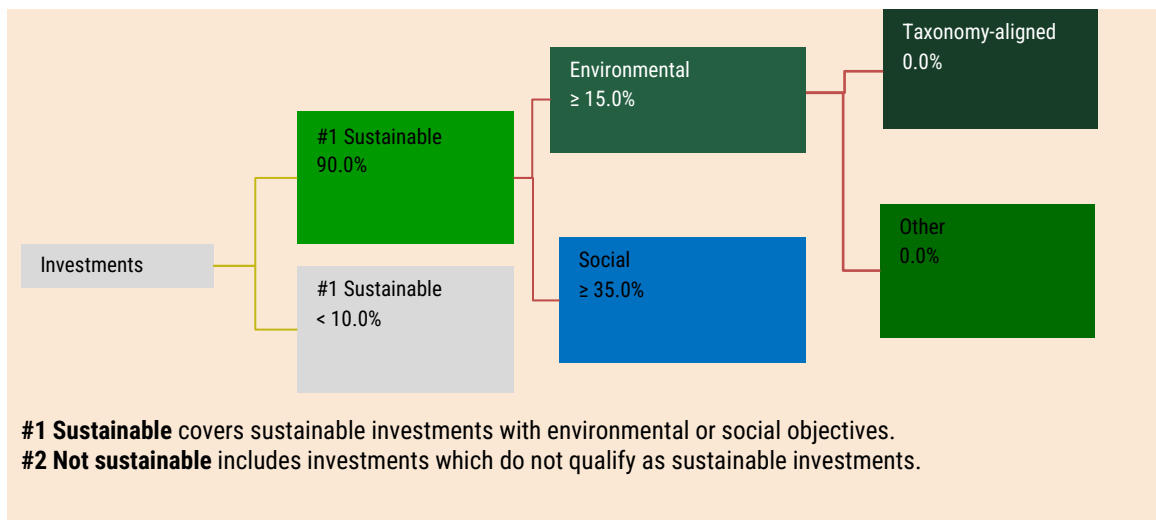 Taxonomy-aligned
0.0%
Environmental
≥ 15.0%
#1 Sustainable
90.0%
Other
0.0%
Investments
Social
≥ 35.0%
#1 Sustainable
< 10.0%
#1 Sustainable covers sustainable investments with environmental or social objectives.
#2 Not sustainable includes investments which do not qualify as sustainable investments.